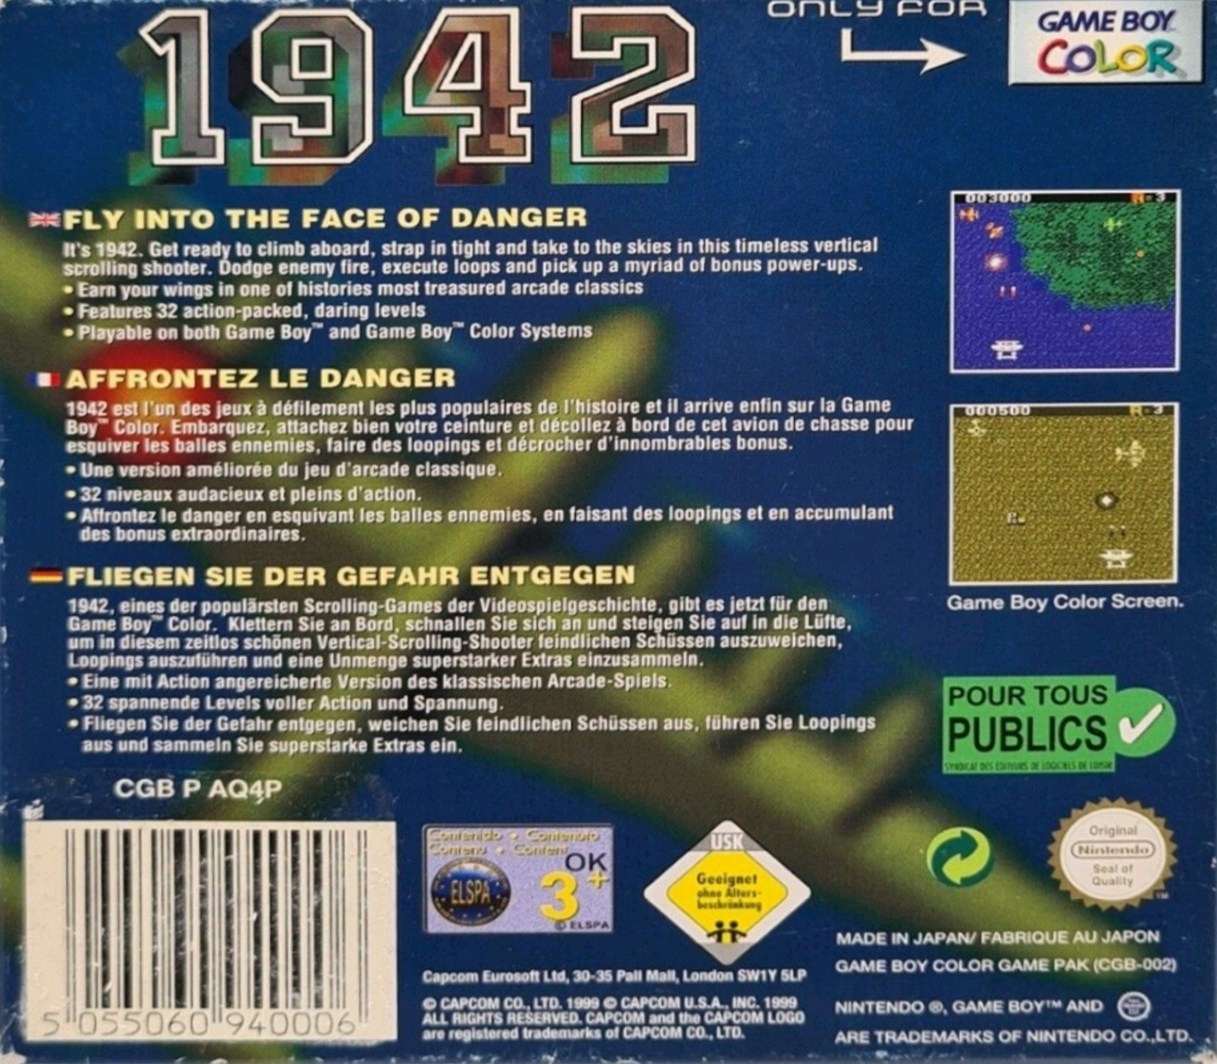 1942
ONLY FOR
GAME BOY
COLOR
FLY INTO THE FACE OF DANGER
It's 1942. Get ready to climb aboard, strap in tight and take to the skies in this timeless vertical
scrolling shooter. Dodge enemy fire, execute loops and pick up a myriad of bonus power-ups.
• Earn your wings in one of histories most treasured arcade classics
• Features 32 action-packed, daring levels
• Playable on both Game Boy™ and Game Boy™ Color Systems
003000 R=3
AFFRONTEZ LE DANGER
1942 est l'un des jeux à défilement les plus populaires de l'histoire et il arrive enfin sur la Game
Boy™ Color. Embarquez, attachez bien votre ceinture et décollez à bord de cet avion de chasse pour
esquiver les balles ennemies, faire des loopings et décrocher d'innombrables bonus.
• Une version améliorée du jeu d'arcade classique.
• 32 niveaux audacieux et pleins d'action.
• Affrontez le danger en esquivant les balles ennemies, en faisant des loopings et en accumulant
des bonus extraordinaires.
000500 R=3
Game Boy Color Screen.
FLIEGEN SIE DER GEFAHR ENTGEGEN
1942, eines der populärsten Scrolling-Games der Videospielgeschichte, gibt es jetzt für den
Game Boy™ Color. Klettern Sie an Bord, schnallen Sie sich an und steigen Sie auf in die Lüfte,
um in diesem zeitlos schönen Vertical-Scrolling-Shooter feindlichen Schüssen auszuweichen,
Loopings auszuführen und eine Unmenge superstarker Extras einzusammeln.
• Eine mit Action angereicherte Version des klassischen Arcade-Spiels.
• 32 spannende Levels voller Action und Spannung.
• Fliegen Sie der Gefahr entgegen, weichen Sie feindlichen Schüssen aus, führen Sie Loopings
aus und sammeln Sie superstarke Extras ein.
POUR TOUS
PUBLICS
SYNDICAT DES EDITEURS DE LOGICIELS DE LOISIR
CGB P AQ4P
5 055060 940006
Contenido • Contenuto
Contenu • Content
OK
3+
ELSPA
© ELSPA
USK
Geeignet
ohne Alters-
beschränkung
Original
Nintendo
Seal of
Quality
TM
Capcom Eurosoft Ltd, 30-35 Pall Mall, London SW1Y 5LP
© CAPCOM CO., LTD. 1999 © CAPCOM U.S.A., INC. 1999
ALL RIGHTS RESERVED. CAPCOM and the CAPCOM LOGO
are registered trademarks of CAPCOM CO., LTD.
MADE IN JAPAN/ FABRIQUE AU JAPON
GAME BOY COLOR GAME PAK (CGB-002)
NINTENDO ®, GAME BOY™ AND
ARE TRADEMARKS OF NINTENDO CO.,LTD.